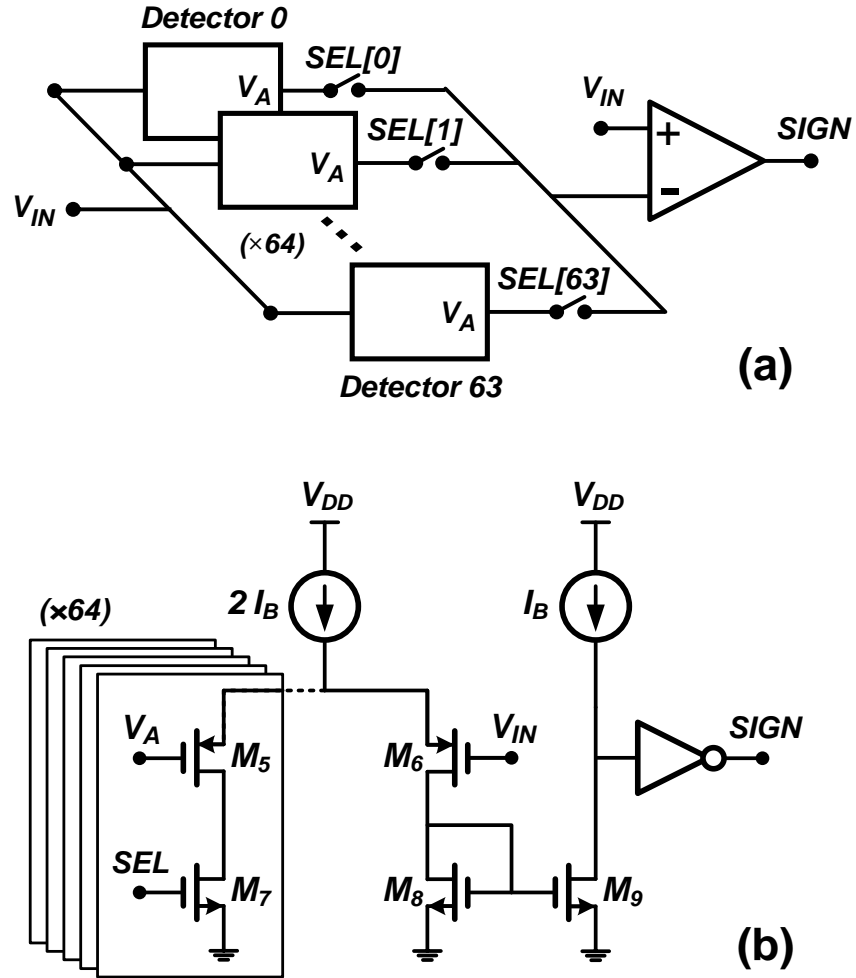 Detector 0
V_A
SEL[0]
V_A
SEL[1]
V_IN
(×64)
V_A
SEL[63]
Detector 63
V_IN
+
−
SIGN
(a)
V_DD
V_DD
(×64)
2 I_B
I_B
V_A
M_5
M_6
V_IN
SIGN
SEL
M_7
M_8
M_9
(b)